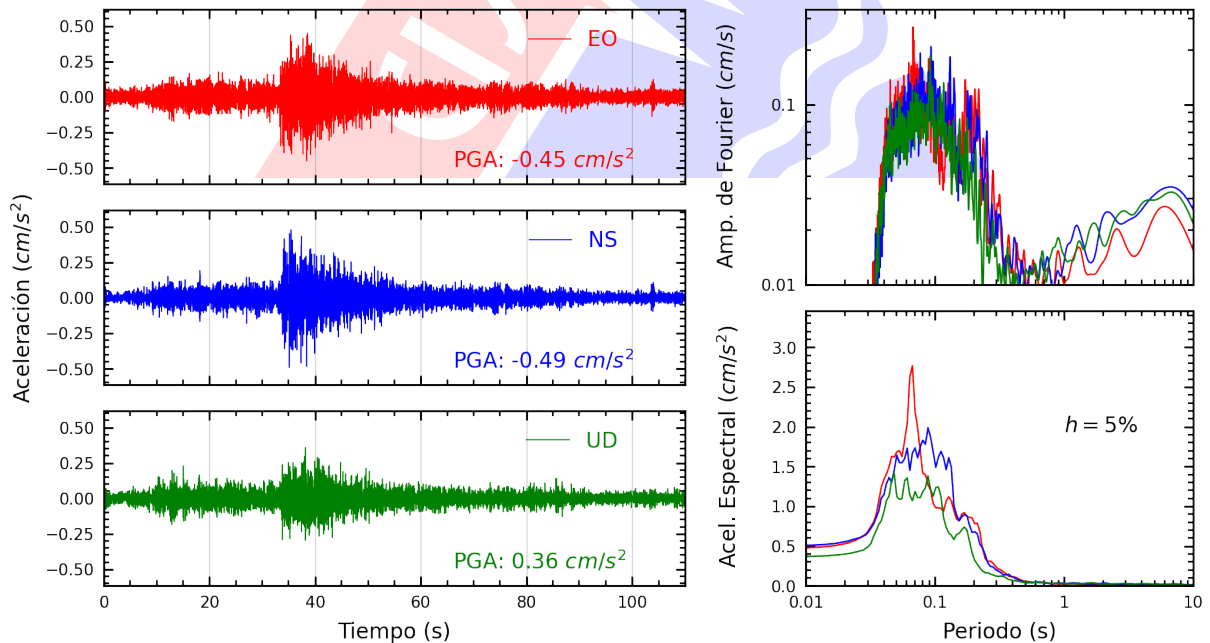 Aceleración (cm/s²)
0.50
0.25
0.00
−0.25
−0.50
EO
PGA: -0.45 cm/s²
0.50
0.25
0.00
−0.25
−0.50
NS
PGA: -0.49 cm/s²
0.50
0.25
0.00
−0.25
−0.50
UD
PGA: 0.36 cm/s²
0 20 40 60 80 100
Tiempo (s)
Amp. de Fourier (cm/s)
0.1
0.01
Acel. Espectral (cm/s²)
3.0
2.5
2.0
1.5
1.0
0.5
0.0
h = 5%
0.01 0.1 1 10
Periodo (s)